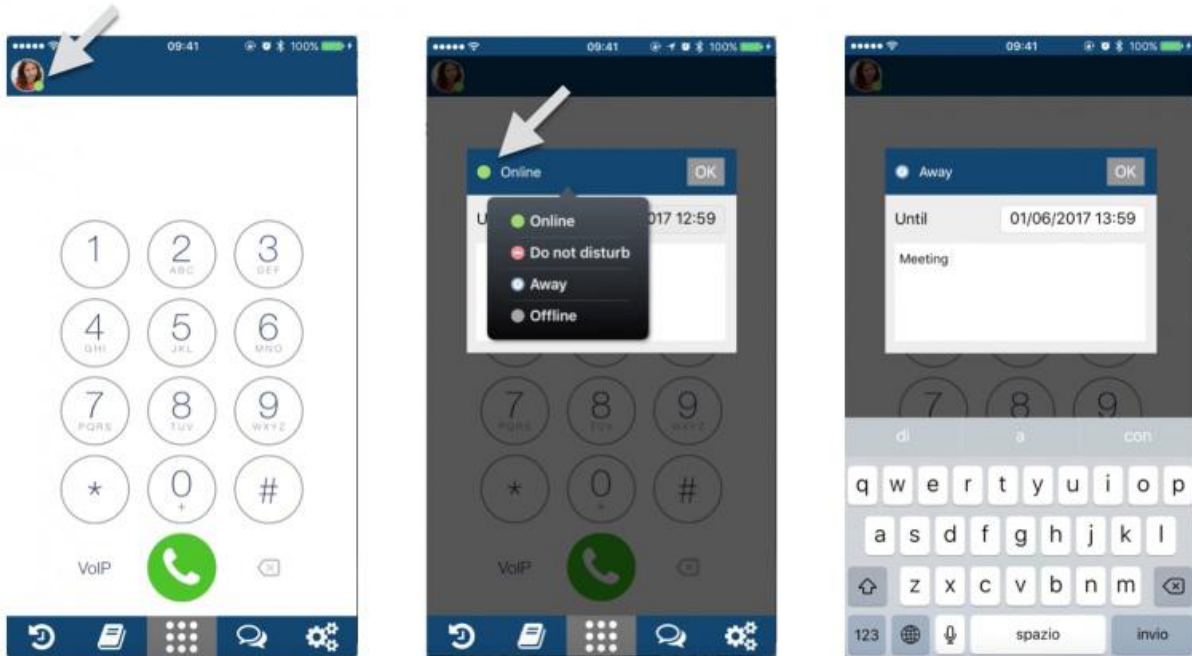 09:41 100%
1 2 3
ABC DEF
4 5 6
GHI JKL MNO
7 8 9
PQRS TUV WXYZ
* 0 #
+
VoIP
09:41 100%
Online OK
U 017 12:59
Online
Do not disturb
Away
Offline
7 8 9
PQRS TUV WXYZ
* 0 #
+
VoIP
09:41 100%
Away OK
Until 01/06/2017 13:59
Meeting
7 8 9
di a con
q w e r t y u i o p
a s d f g h j k l
z x c v b n m
123 spazio invio